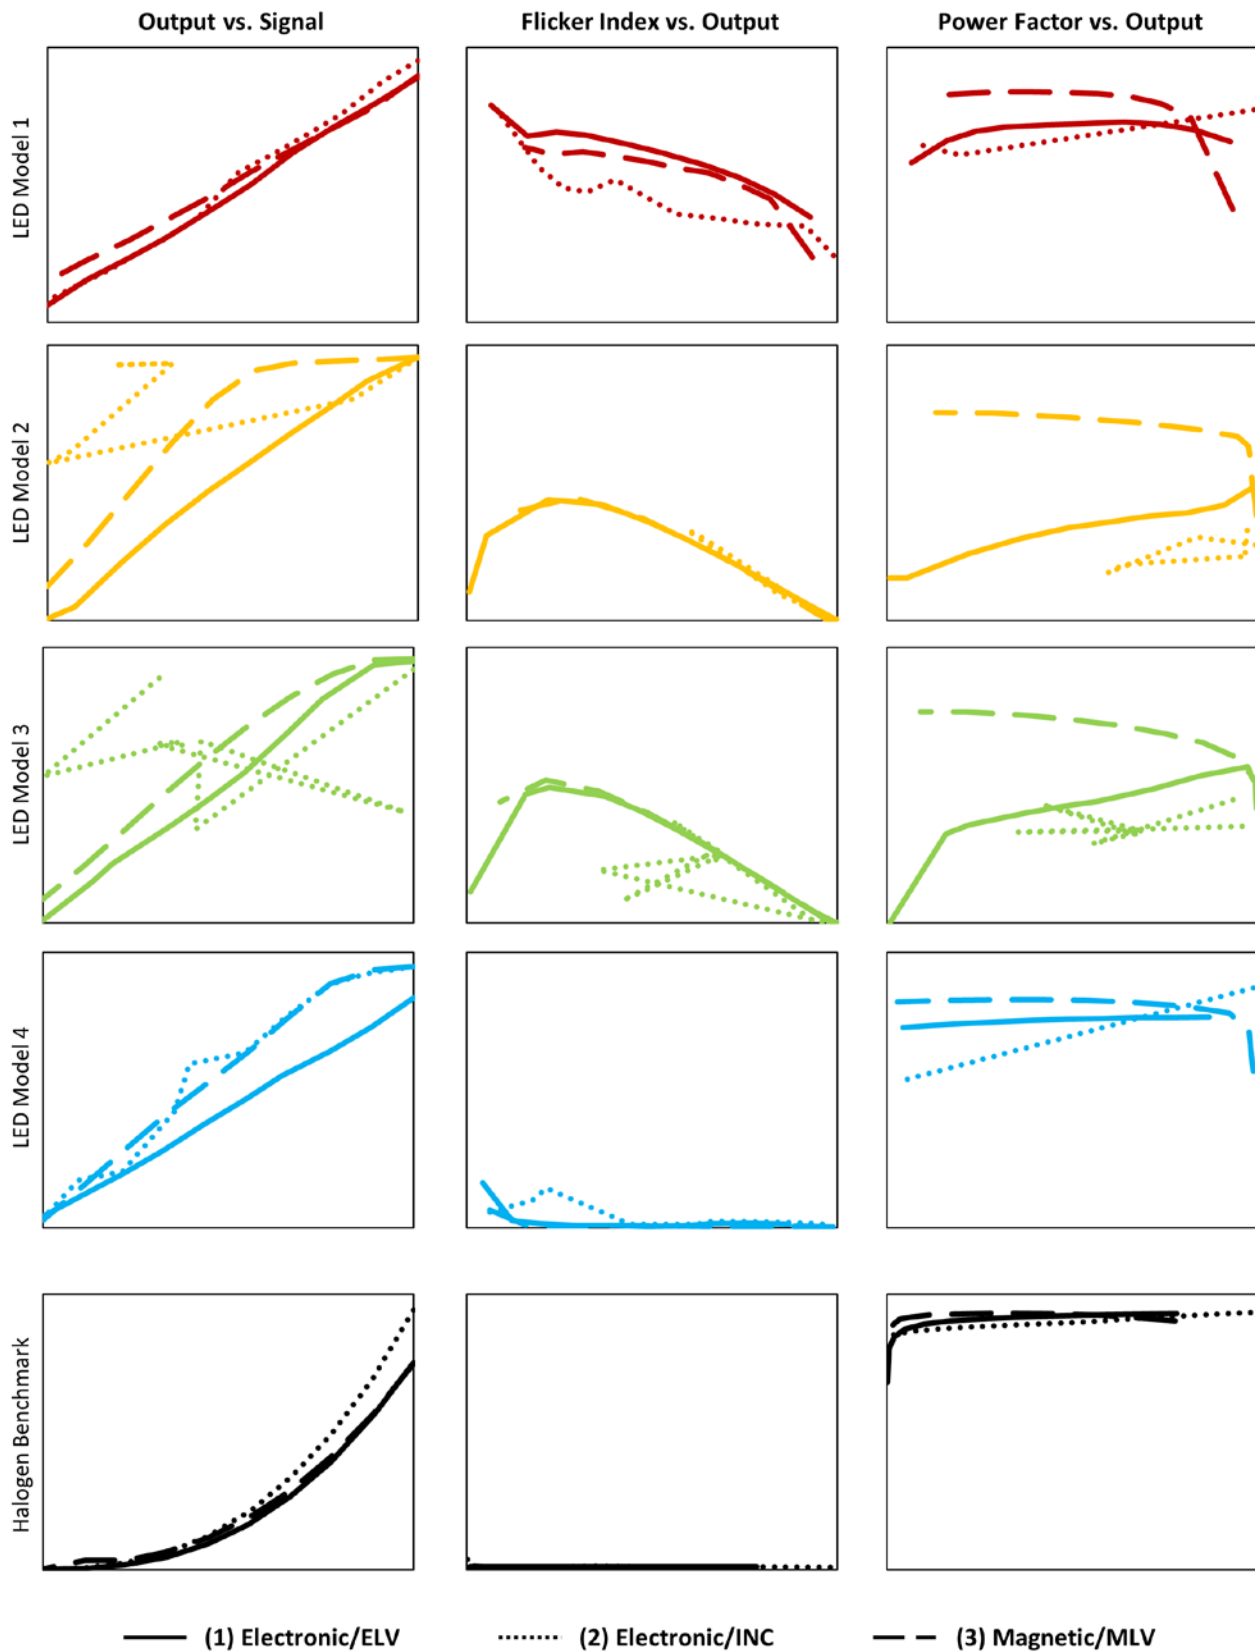 Output vs. Signal
Flicker Index vs. Output
Power Factor vs. Output
LED Model 1
LED Model 2
LED Model 3
LED Model 4
Halogen Benchmark
(1) Electronic/ELV
(2) Electronic/INC
(3) Magnetic/MLV